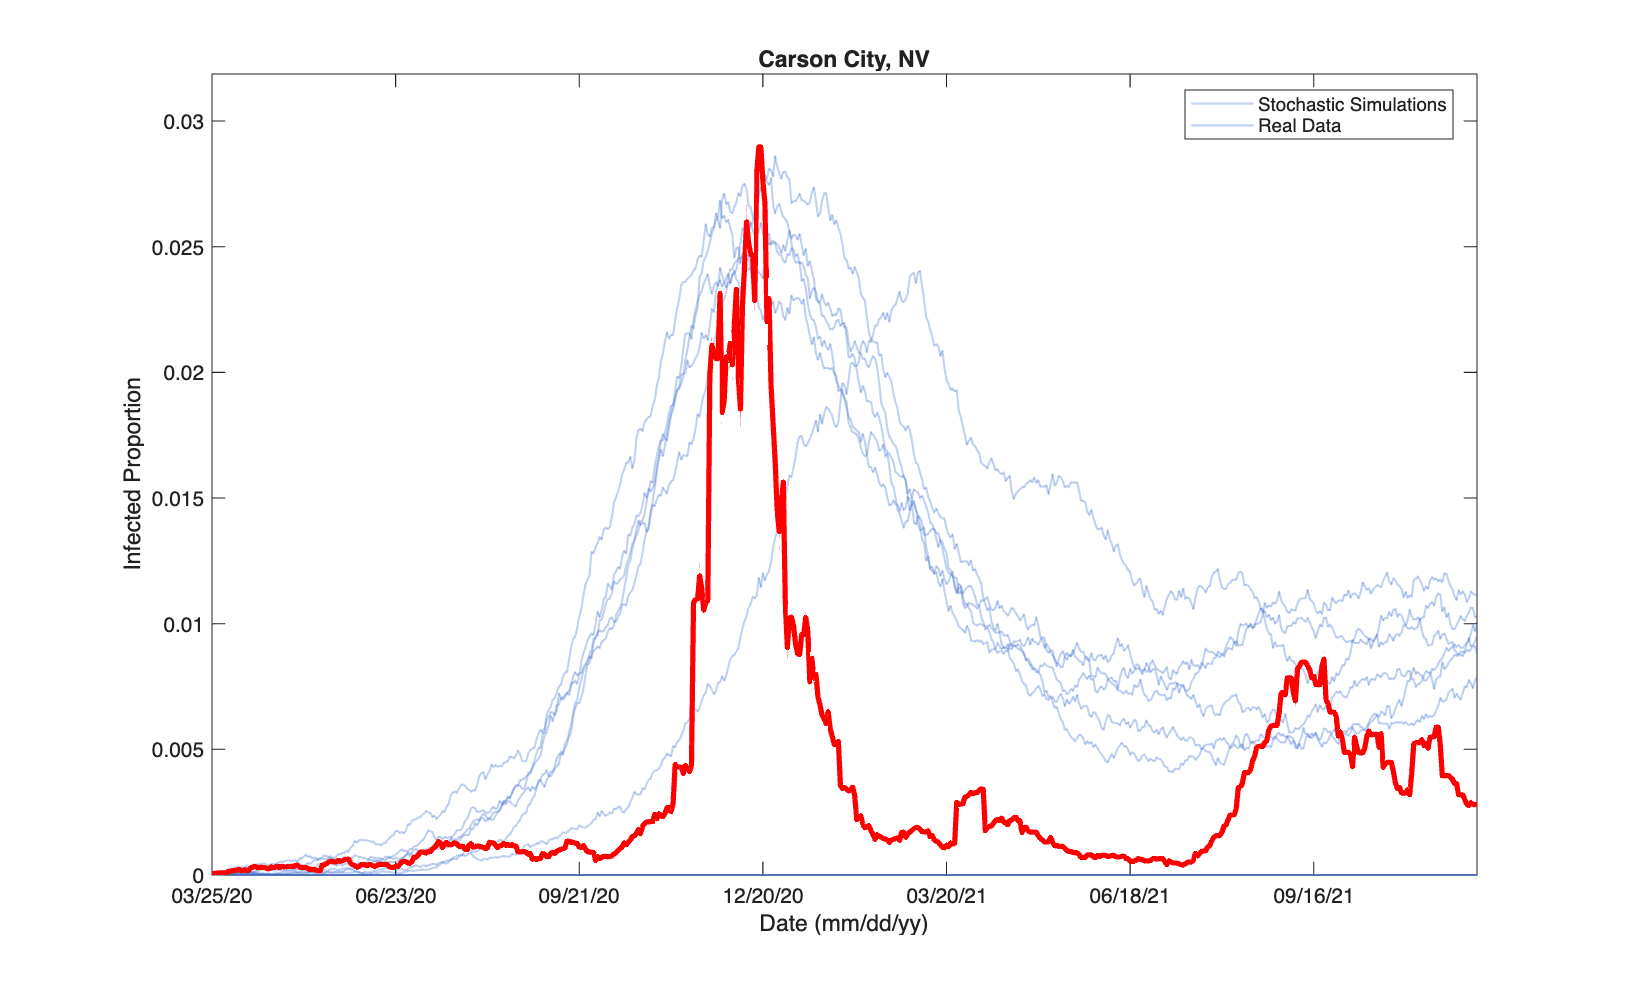 Carson City, NV
Stochastic Simulations
Real Data
0.03
0.025
0.02
0.015
0.01
0.005
0
Infected Proportion
03/25/20 06/23/20 09/21/20 12/20/20 03/20/21 06/18/21 09/16/21
Date (mm/dd/yy)